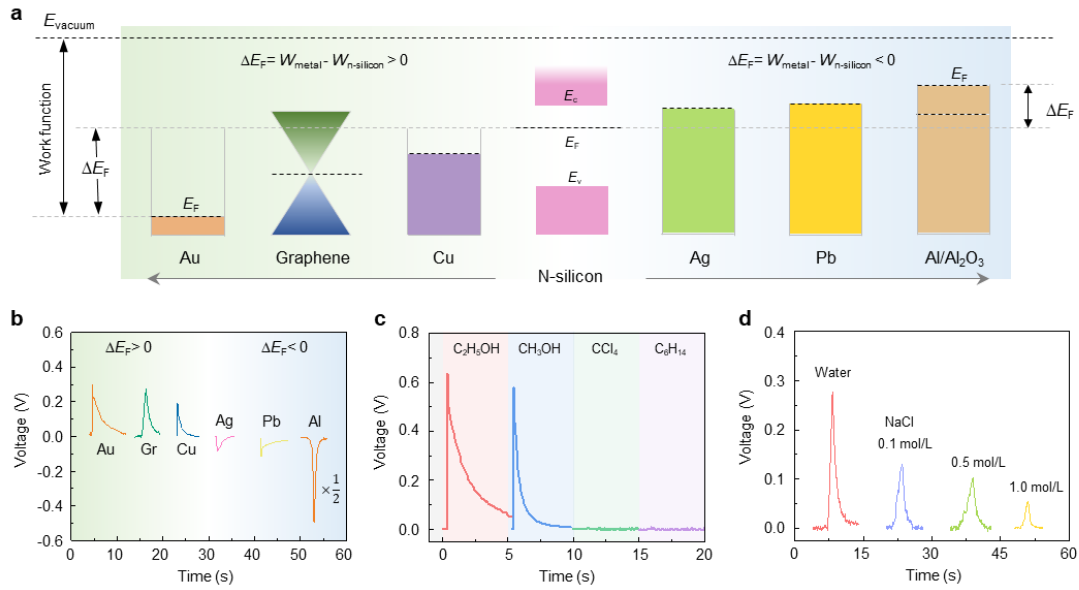 a
E_vacuum
ΔE_F = W_metal - W_n-silicon > 0
ΔE_F = W_metal - W_n-silicon < 0
Work function
ΔE_F
E_F
E_c
E_F
E_v
E_F
ΔE_F
Au
Graphene
Cu
N-silicon
Ag
Pb
Al/Al₂O₃
b
Voltage (V)
0.6
0.4
0.2
0.0
-0.2
-0.4
-0.6
ΔE_F > 0
ΔE_F < 0
Au
Gr
Cu
Ag
Pb
Al
×1/2
0 10 20 30 40 50 60
Time (s)
c
Voltage (V)
0.8
0.6
0.4
0.2
0.0
C₂H₅OH
CH₃OH
CCl₄
C₆H₁₄
0 5 10 15 20
Time (s)
d
Voltage (V)
0.4
0.3
0.2
0.1
0.0
Water
NaCl
0.1 mol/L
0.5 mol/L
1.0 mol/L
0 15 30 45 60
Time (s)